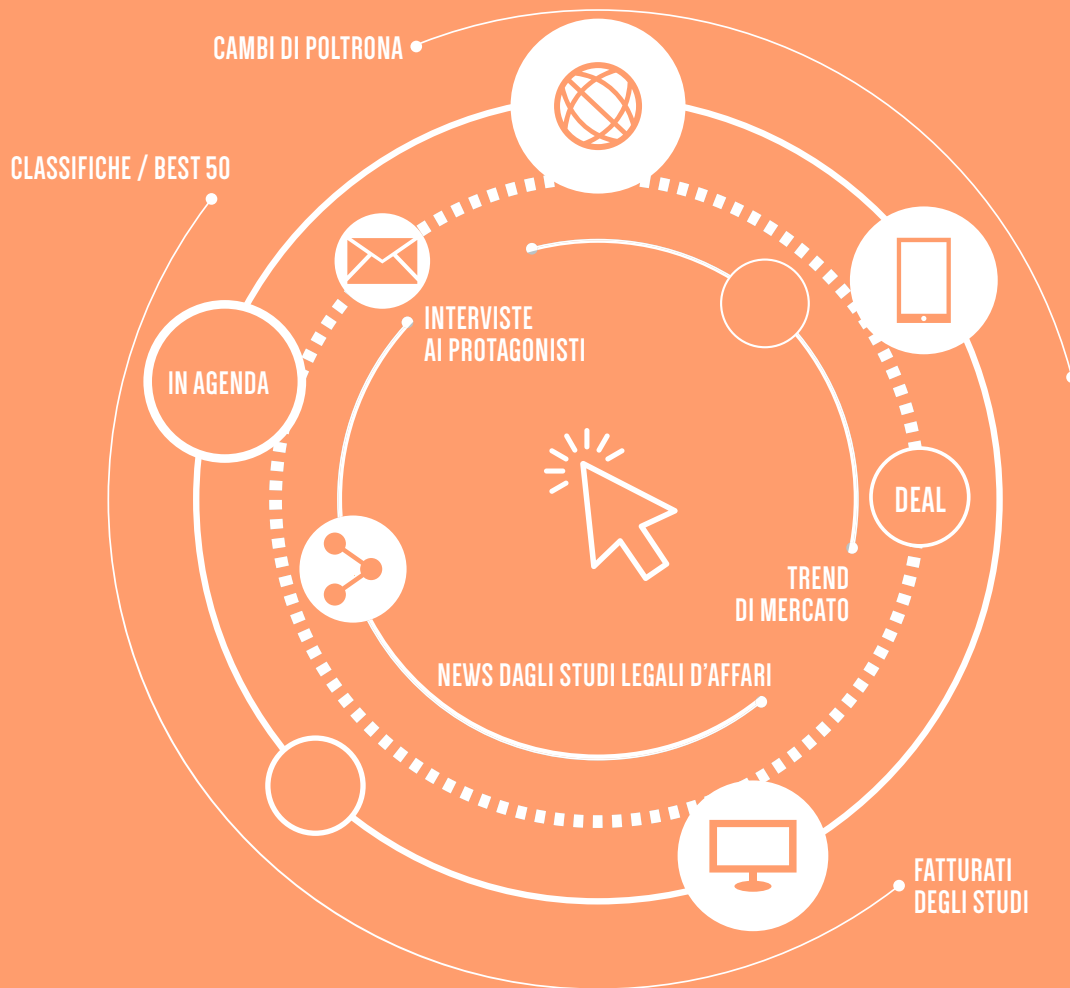 CAMBI DI POLTRONA
CLASSIFICHE / BEST 50
INTERVISTE
AI PROTAGONISTI
IN AGENDA
DEAL
TREND
DI MERCATO
NEWS DAGLI STUDI LEGALI D’AFFARI
FATTURATI
DEGLI STUDI